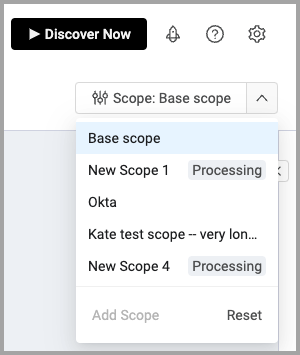 Discover Now
Scope: Base scope
Base scope
New Scope 1 Processing
Okta
Kate test scope -- very lon...
New Scope 4 Processing
Add Scope Reset